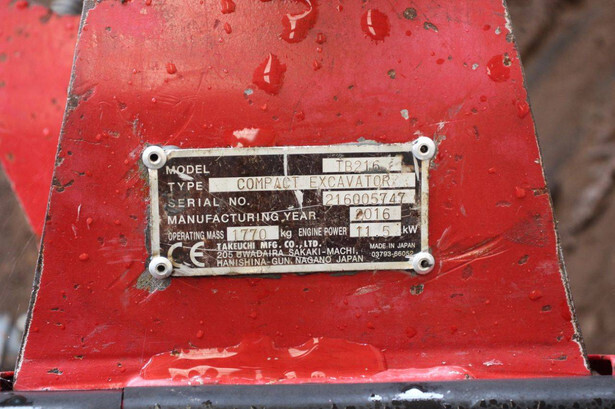 MODEL TB216
TYPE COMPACT EXCAVATOR
SERIAL NO. 216005747
MANUFACTURING YEAR 2016
OPERATING MASS 1770 kg ENGINE POWER 11.5 kW
CE TAKEUCHI MFG. CO., LTD. MADE IN JAPAN
205 UWADAIRA SAKAKI-MACHI,
HANISHINA-GUN, NAGANO JAPAN